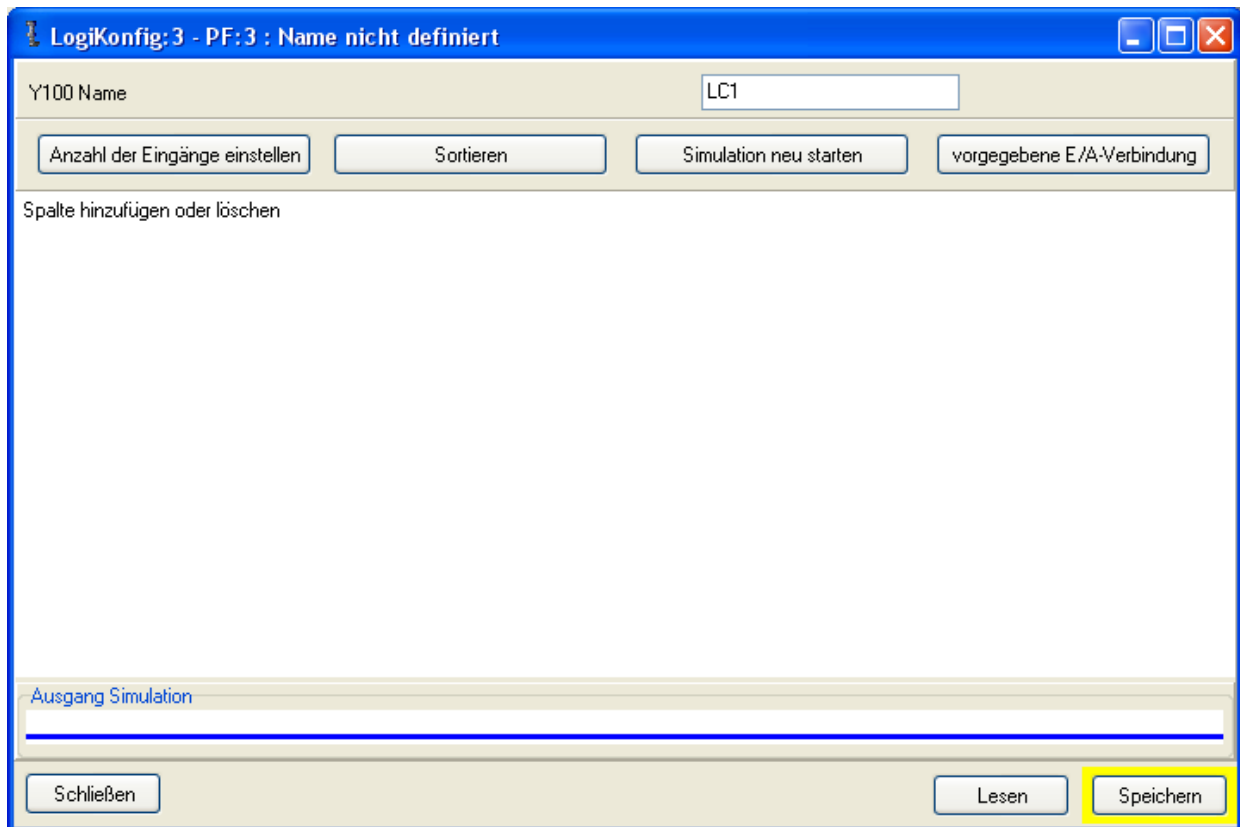 LogiKonfig:3 - PF:3 : Name nicht definiert
Y100 Name LC1
Anzahl der Eingänge einstellen Sortieren Simulation neu starten vorgegebene E/A-Verbindung
Spalte hinzufügen oder löschen
Ausgang Simulation
Schließen Lesen Speichern